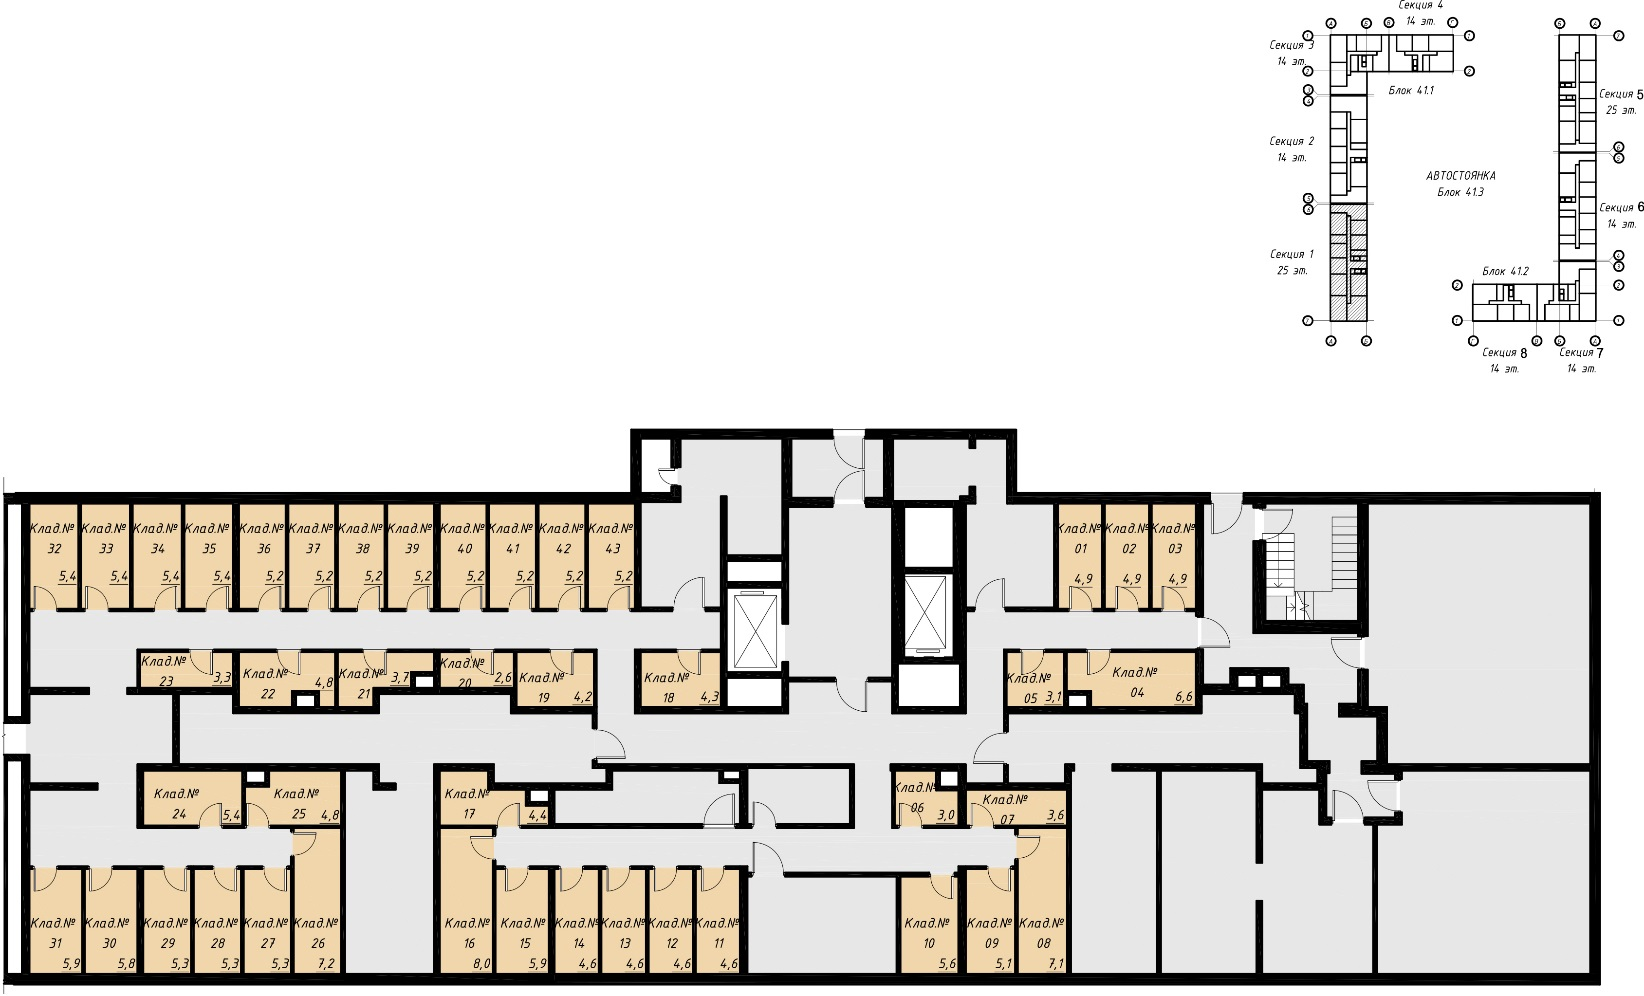 Секция 4
14 эт.
Секция 3
14 эт.
Блок 41.1
Секция 5
25 эт.
Секция 2
14 эт.
АВТОСТОЯНКА
Блок 41.3
Секция 6
14 эт.
Секция 1
25 эт.
Блок 41.2
Секция 8
14 эт.
Секция 7
14 эт.
Клад.№
32
5,4
Клад.№
33
5,4
Клад.№
34
5,4
Клад.№
35
5,4
Клад.№
36
5,2
Клад.№
37
5,2
Клад.№
38
5,2
Клад.№
39
5,2
Клад.№
40
5,2
Клад.№
41
5,2
Клад.№
42
5,2
Клад.№
43
5,2
Клад.№
01
4,9
Клад.№
02
4,9
Клад.№
03
4,9
Клад.№
23
3,3
Клад.№
22
4,8
Клад.№
21
3,7
Клад.№
20
2,6
Клад.№
19
4,2
Клад.№
18
4,3
Клад.№
05
3,1
Клад.№
04
6,6
Клад.№
24
5,4
Клад.№
25
4,8
Клад.№
17
4,4
Клад.№
06
3,0
Клад.№
07
3,6
Клад.№
31
5,9
Клад.№
30
5,8
Клад.№
29
5,3
Клад.№
28
5,3
Клад.№
27
5,3
Клад.№
26
7,2
Клад.№
16
8,0
Клад.№
15
5,9
Клад.№
14
4,6
Клад.№
13
4,6
Клад.№
12
4,6
Клад.№
11
4,6
Клад.№
10
5,6
Клад.№
09
5,1
Клад.№
08
7,1